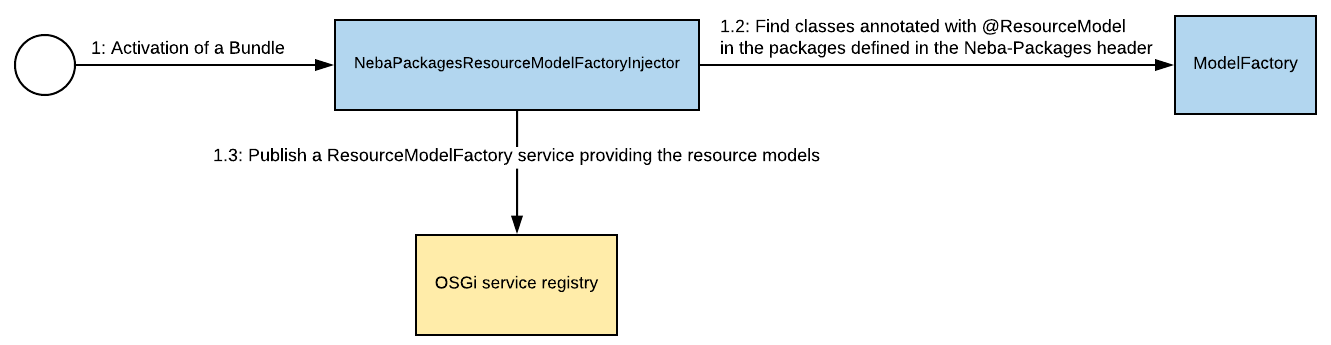 1: Activation of a Bundle
NebaPackagesResourceModelFactoryInjector
1.2: Find classes annotated with @ResourceModel
in the packages defined in the Neba-Packages header
ModelFactory
1.3: Publish a ResourceModelFactory service providing the resource models
OSGi service registry